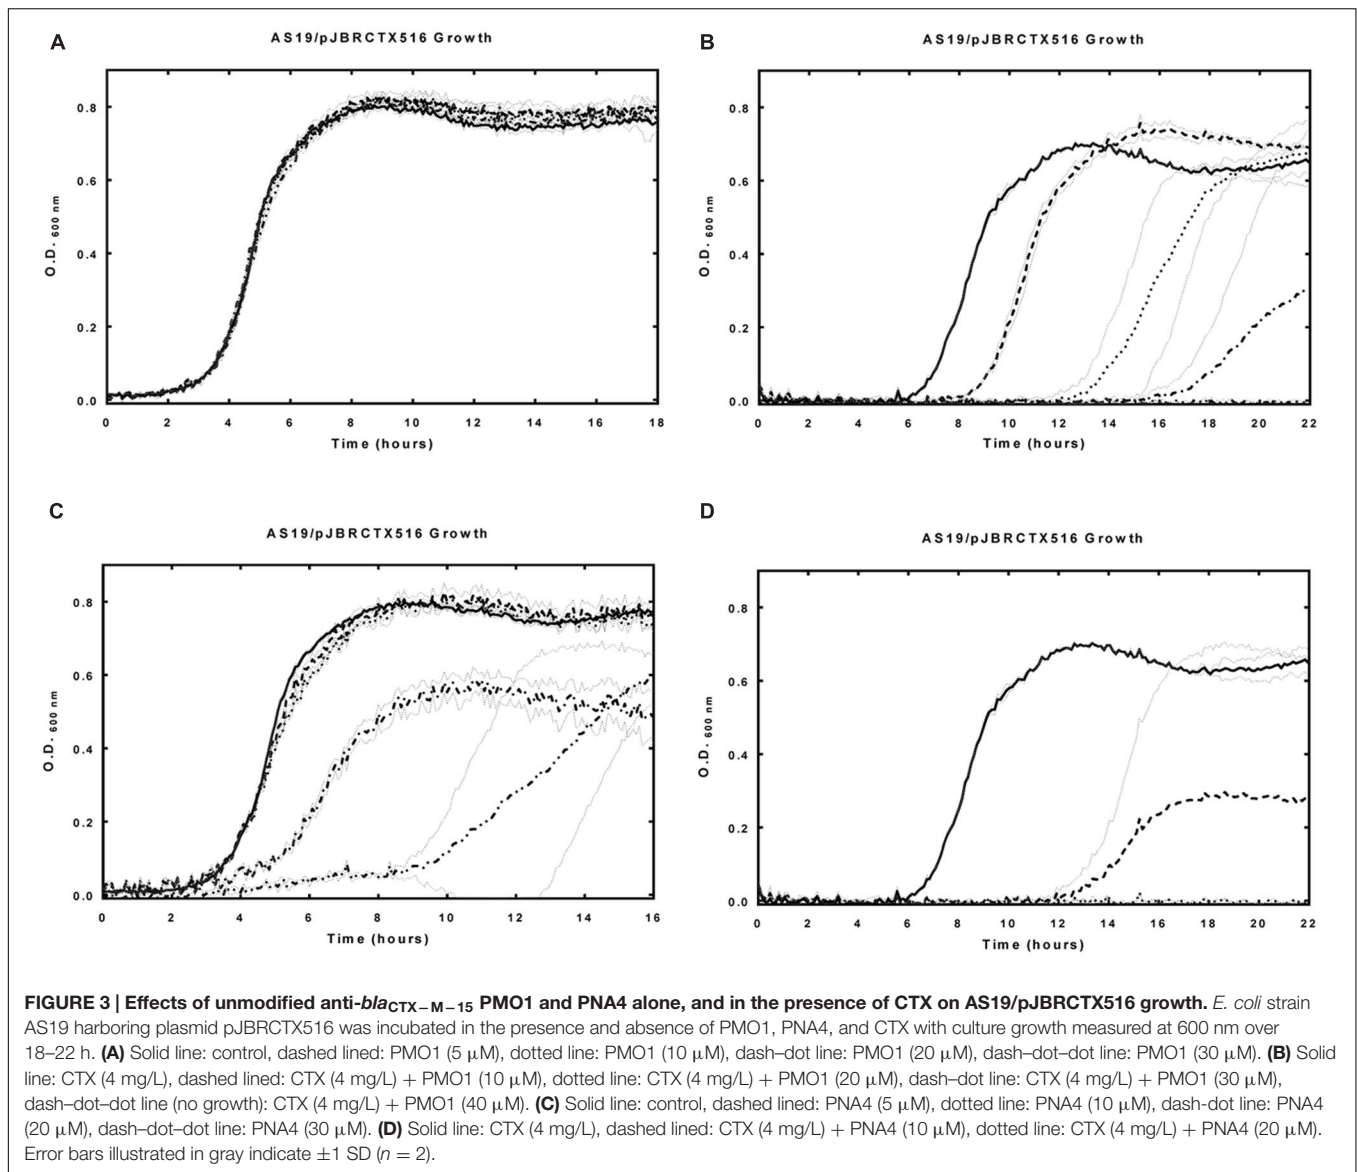 A
AS19/pJBRCTX516 Growth
O.D. 600 nm
0.8
0.6
0.4
0.2
0.0
0 2 4 6 8 10 12 14 16 18
Time (hours)
B
AS19/pJBRCTX516 Growth
O.D. 600 nm
0.8
0.6
0.4
0.2
0.0
0 2 4 6 8 10 12 14 16 18 20 22
Time (hours)
C
AS19/pJBRCTX516 Growth
O.D. 600 nm
0.8
0.6
0.4
0.2
0.0
0 2 4 6 8 10 12 14 16
Time (hours)
D
AS19/pJBRCTX516 Growth
O.D. 600 nm
0.8
0.6
0.4
0.2
0.0
0 2 4 6 8 10 12 14 16 18 20 22
Time (hours)
FIGURE 3 | Effects of unmodified anti-blaCTX−M−15 PMO1 and PNA4 alone, and in the presence of CTX on AS19/pJBRCTX516 growth. E. coli strain
AS19 harboring plasmid pJBRCTX516 was incubated in the presence and absence of PMO1, PNA4, and CTX with culture growth measured at 600 nm over
18–22 h. (A) Solid line: control, dashed lined: PMO1 (5 μM), dotted line: PMO1 (10 μM), dash–dot line: PMO1 (20 μM), dash–dot–dot line: PMO1 (30 μM). (B) Solid
line: CTX (4 mg/L), dashed lined: CTX (4 mg/L) + PMO1 (10 μM), dotted line: CTX (4 mg/L) + PMO1 (20 μM), dash–dot line: CTX (4 mg/L) + PMO1 (30 μM),
dash–dot–dot line (no growth): CTX (4 mg/L) + PMO1 (40 μM). (C) Solid line: control, dashed lined: PNA4 (5 μM), dotted line: PNA4 (10 μM), dash-dot line: PNA4
(20 μM), dash–dot–dot line: PNA4 (30 μM). (D) Solid line: CTX (4 mg/L), dashed lined: CTX (4 mg/L) + PNA4 (10 μM), dotted line: CTX (4 mg/L) + PNA4 (20 μM).
Error bars illustrated in gray indicate ±1 SD (n = 2).